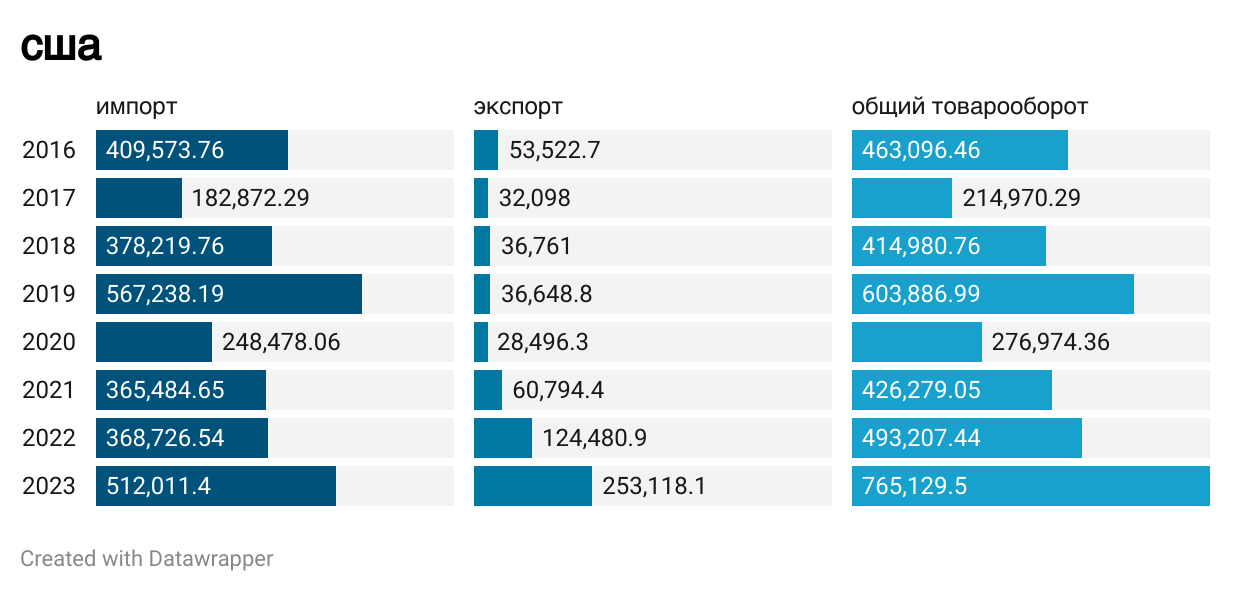 сша
импорт экспорт общий товарооборот
2016 409,573.76 53,522.7 463,096.46
2017 182,872.29 32,098 214,970.29
2018 378,219.76 36,761 414,980.76
2019 567,238.19 36,648.8 603,886.99
2020 248,478.06 28,496.3 276,974.36
2021 365,484.65 60,794.4 426,279.05
2022 368,726.54 124,480.9 493,207.44
2023 512,011.4 253,118.1 765,129.5
Created with Datawrapper